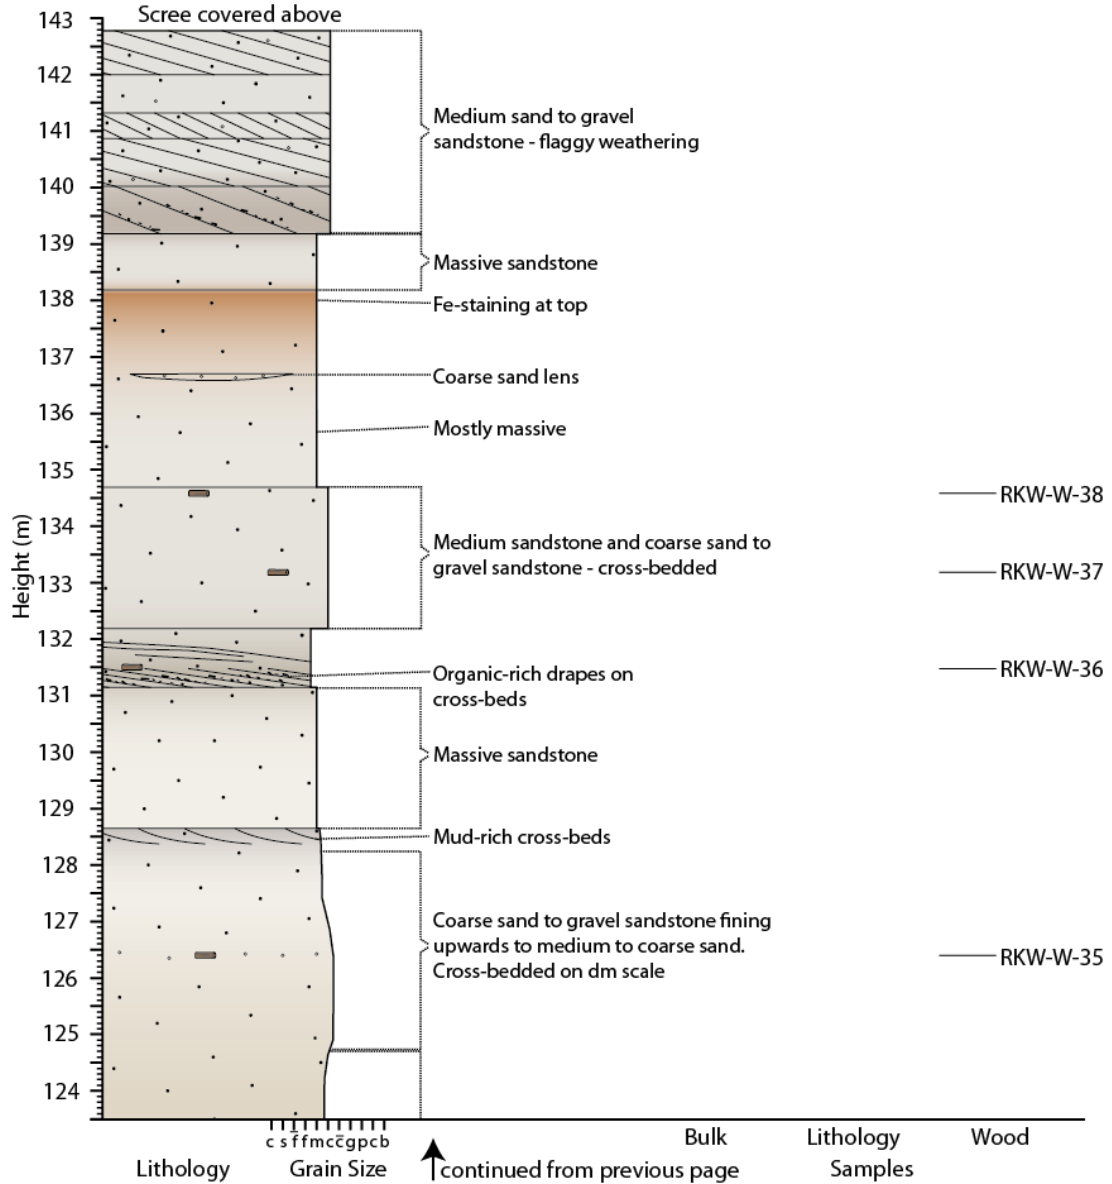 Scree covered above
143
142
141
140
139
138
137
136
135
134
133
132
131
130
129
128
127
126
125
124
Height (m)
Medium sand to gravel
sandstone - flaggy weathering
Massive sandstone
Fe-staining at top
Coarse sand lens
Mostly massive
Medium sandstone and coarse sand to
gravel sandstone - cross-bedded
Organic-rich drapes on
cross-beds
Massive sandstone
Mud-rich cross-beds
Coarse sand to gravel sandstone fining
upwards to medium to coarse sand.
Cross-bedded on dm scale
RKW-W-38
RKW-W-37
RKW-W-36
RKW-W-35
c s f̅ f m c c̅ g p c b
Lithology
Grain Size
continued from previous page
Bulk
Lithology
Wood
Samples